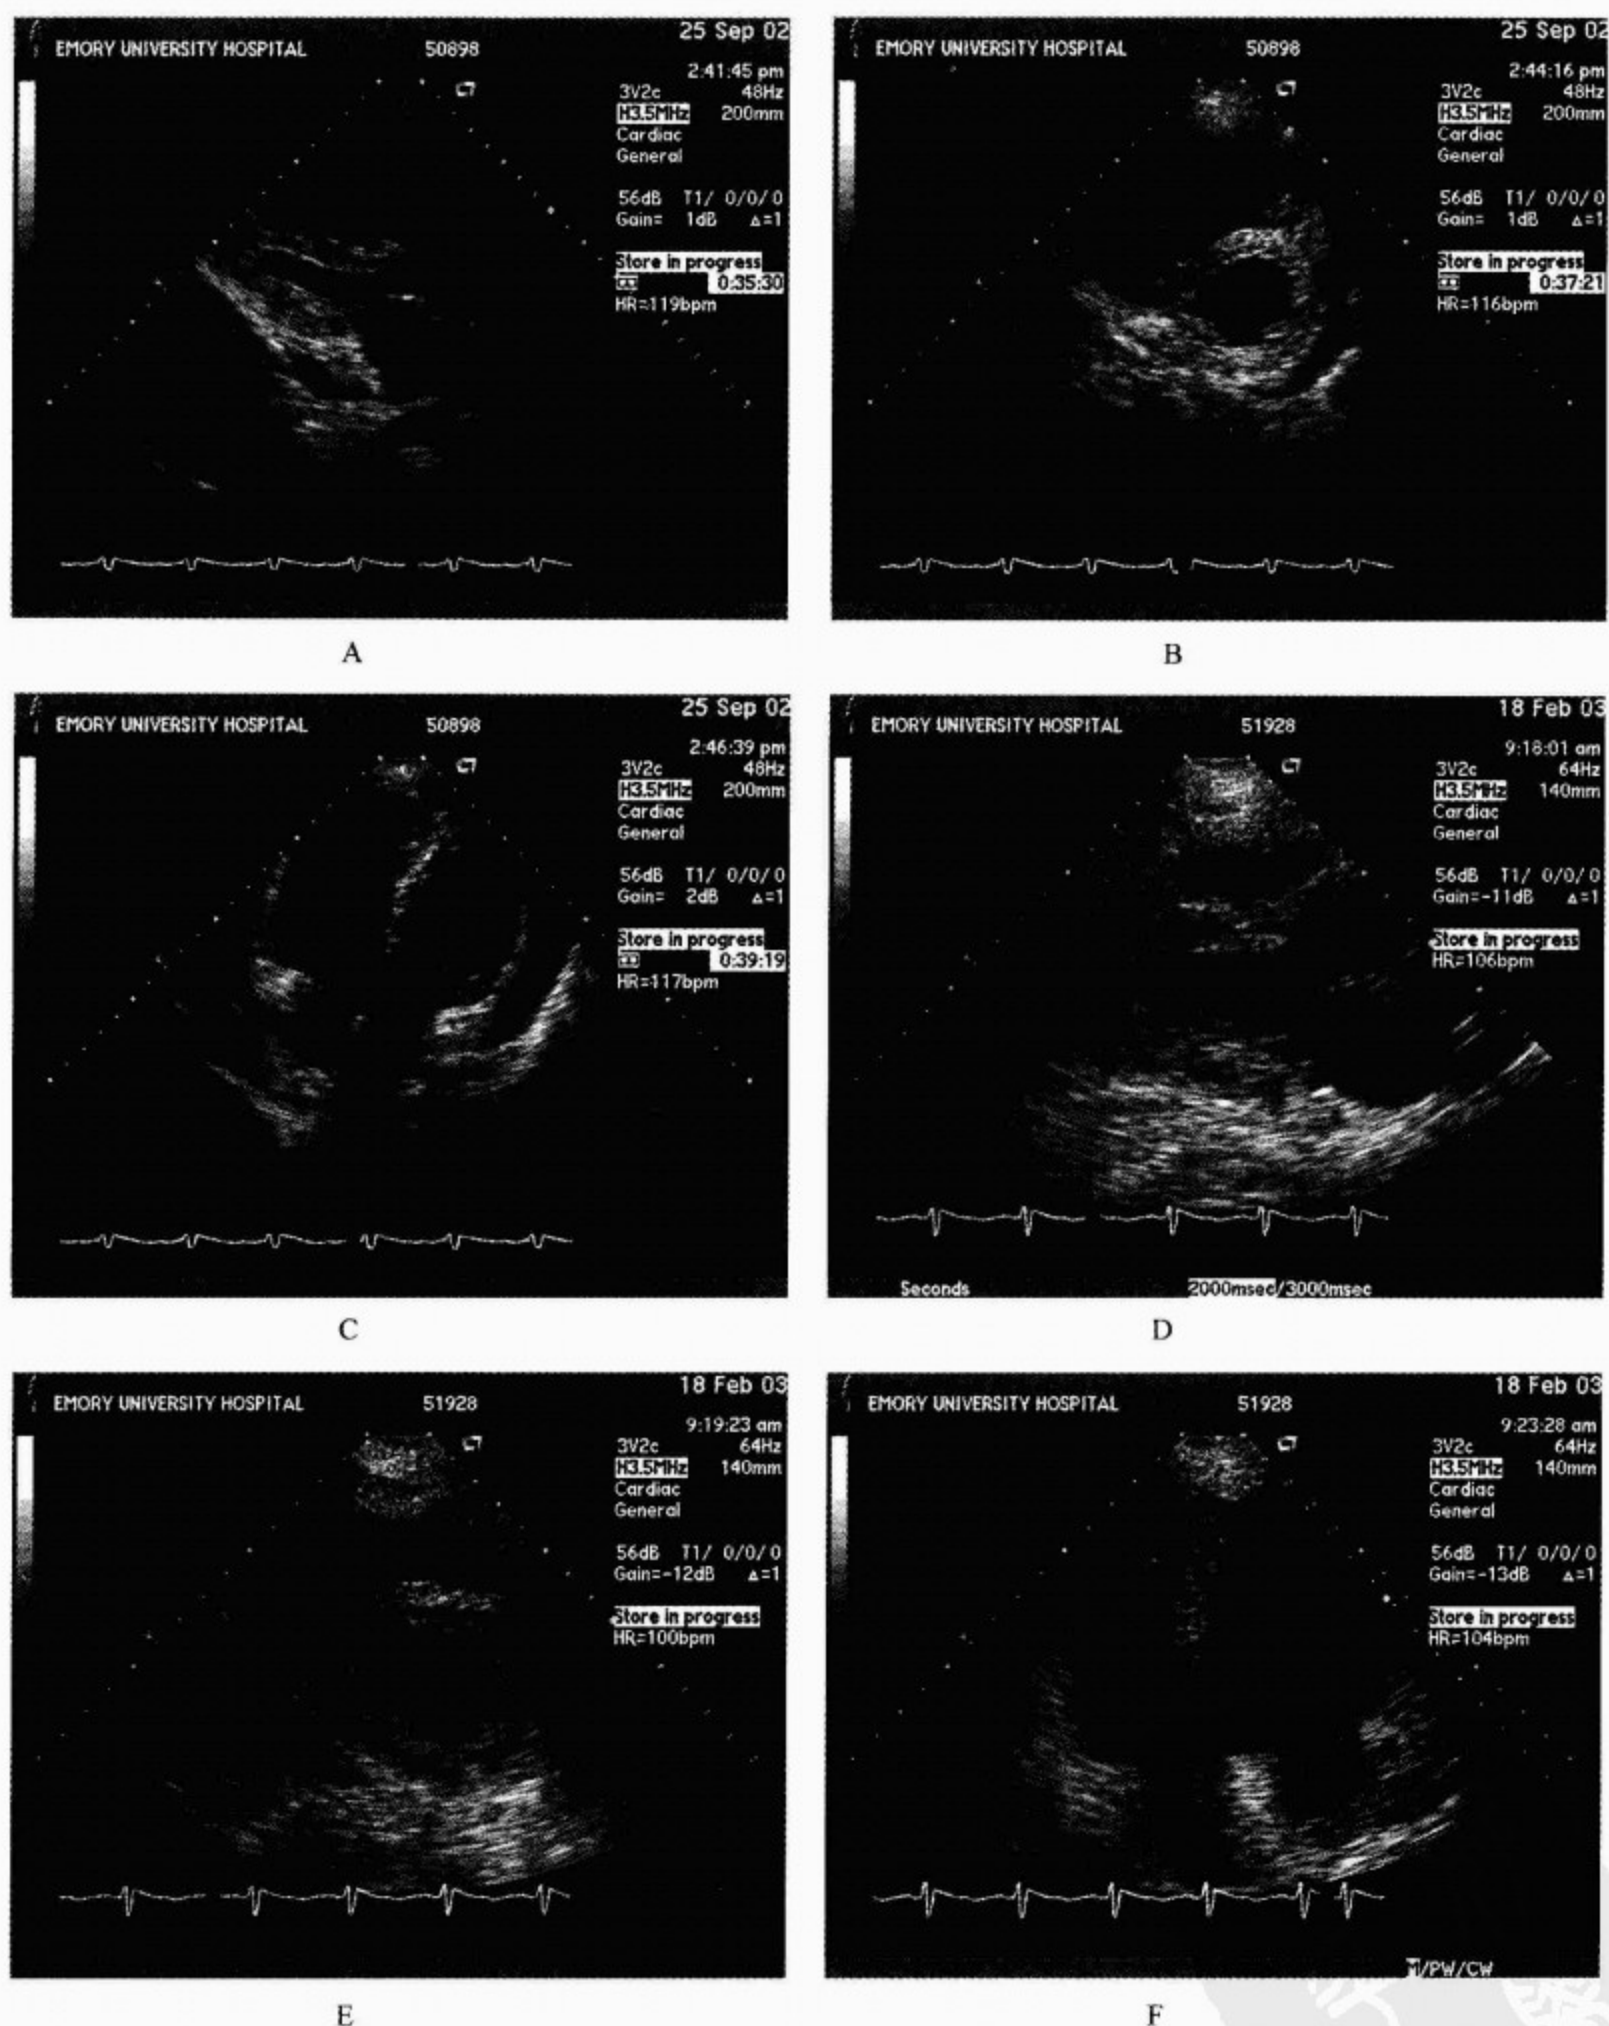 25 Sep 02
EMORY UNIVERSITY HOSPITAL 50898
2:41:45 pm
3V2c 48Hz
H3.5MHz 200mm
Cardiac
General
56dB T1/ 0/0/0
Gain= 1dB Δ=1
Store in progress
0:35:30
HR=119bpm
A
25 Sep 02
EMORY UNIVERSITY HOSPITAL 50898
2:44:16 pm
3V2c 48Hz
H3.5MHz 200mm
Cardiac
General
56dB T1/ 0/0/0
Gain= 1dB Δ=1
Store in progress
0:37:21
HR=116bpm
B
25 Sep 02
EMORY UNIVERSITY HOSPITAL 50898
2:46:39 pm
3V2c 48Hz
H3.5MHz 200mm
Cardiac
General
56dB T1/ 0/0/0
Gain= 2dB Δ=1
Store in progress
0:39:19
HR=117bpm
C
18 Feb 03
EMORY UNIVERSITY HOSPITAL 51928
9:18:01 am
3V2c 64Hz
H3.5MHz 140mm
Cardiac
General
56dB T1/ 0/0/0
Gain=-11dB Δ=1
Store in progress
HR=106bpm
Seconds 2000msec/3000msec
D
18 Feb 03
EMORY UNIVERSITY HOSPITAL 51928
9:19:23 am
3V2c 64Hz
H3.5MHz 140mm
Cardiac
General
56dB T1/ 0/0/0
Gain=-12dB Δ=1
Store in progress
HR=100bpm
E
18 Feb 03
EMORY UNIVERSITY HOSPITAL 51928
9:23:28 am
3V2c 64Hz
H3.5MHz 140mm
Cardiac
General
56dB T1/ 0/0/0
Gain=-13dB Δ=1
Store in progress
HR=104bpm
M/PW/CW
F